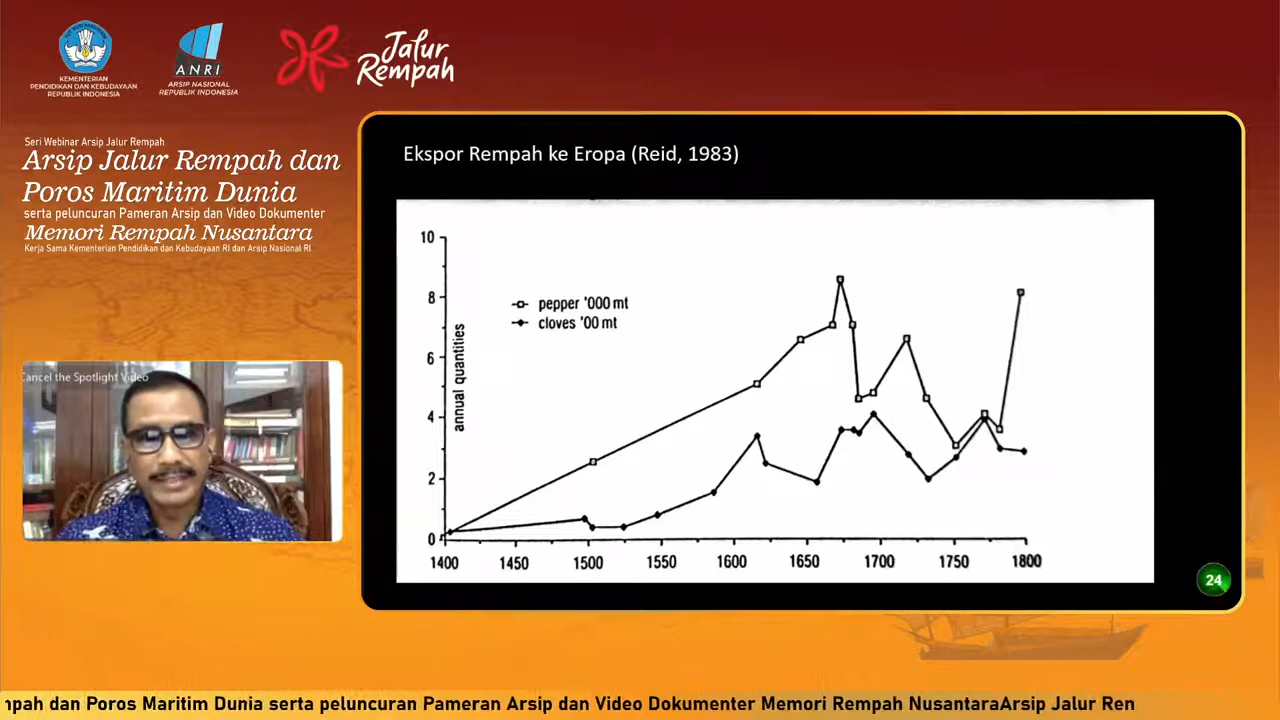 KEMENTERIAN
PENDIDIKAN DAN KEBUDAYAAN
REPUBLIK INDONESIA
ANRI
ARSIP NASIONAL
REPUBLIK INDONESIA
Jalur
Rempah
Seri Webinar Arsip Jalur Rempah
Arsip Jalur Rempah dan
Poros Maritim Dunia
serta peluncuran Pameran Arsip dan Video Dokumenter
Memori Rempah Nusantara
Kerja Sama Kementerian Pendidikan dan Kebudayaan RI dan Arsip Nasional RI
Cancel the Spotlight Video
Ekspor Rempah ke Eropa (Reid, 1983)
10
8
6
4
2
0
annual quantities
pepper '000 mt
cloves '00 mt
1400 1450 1500 1550 1600 1650 1700 1750 1800
24
mpah dan Poros Maritim Dunia serta peluncuran Pameran Arsip dan Video Dokumenter Memori Rempah NusantaraArsip Jalur Ren